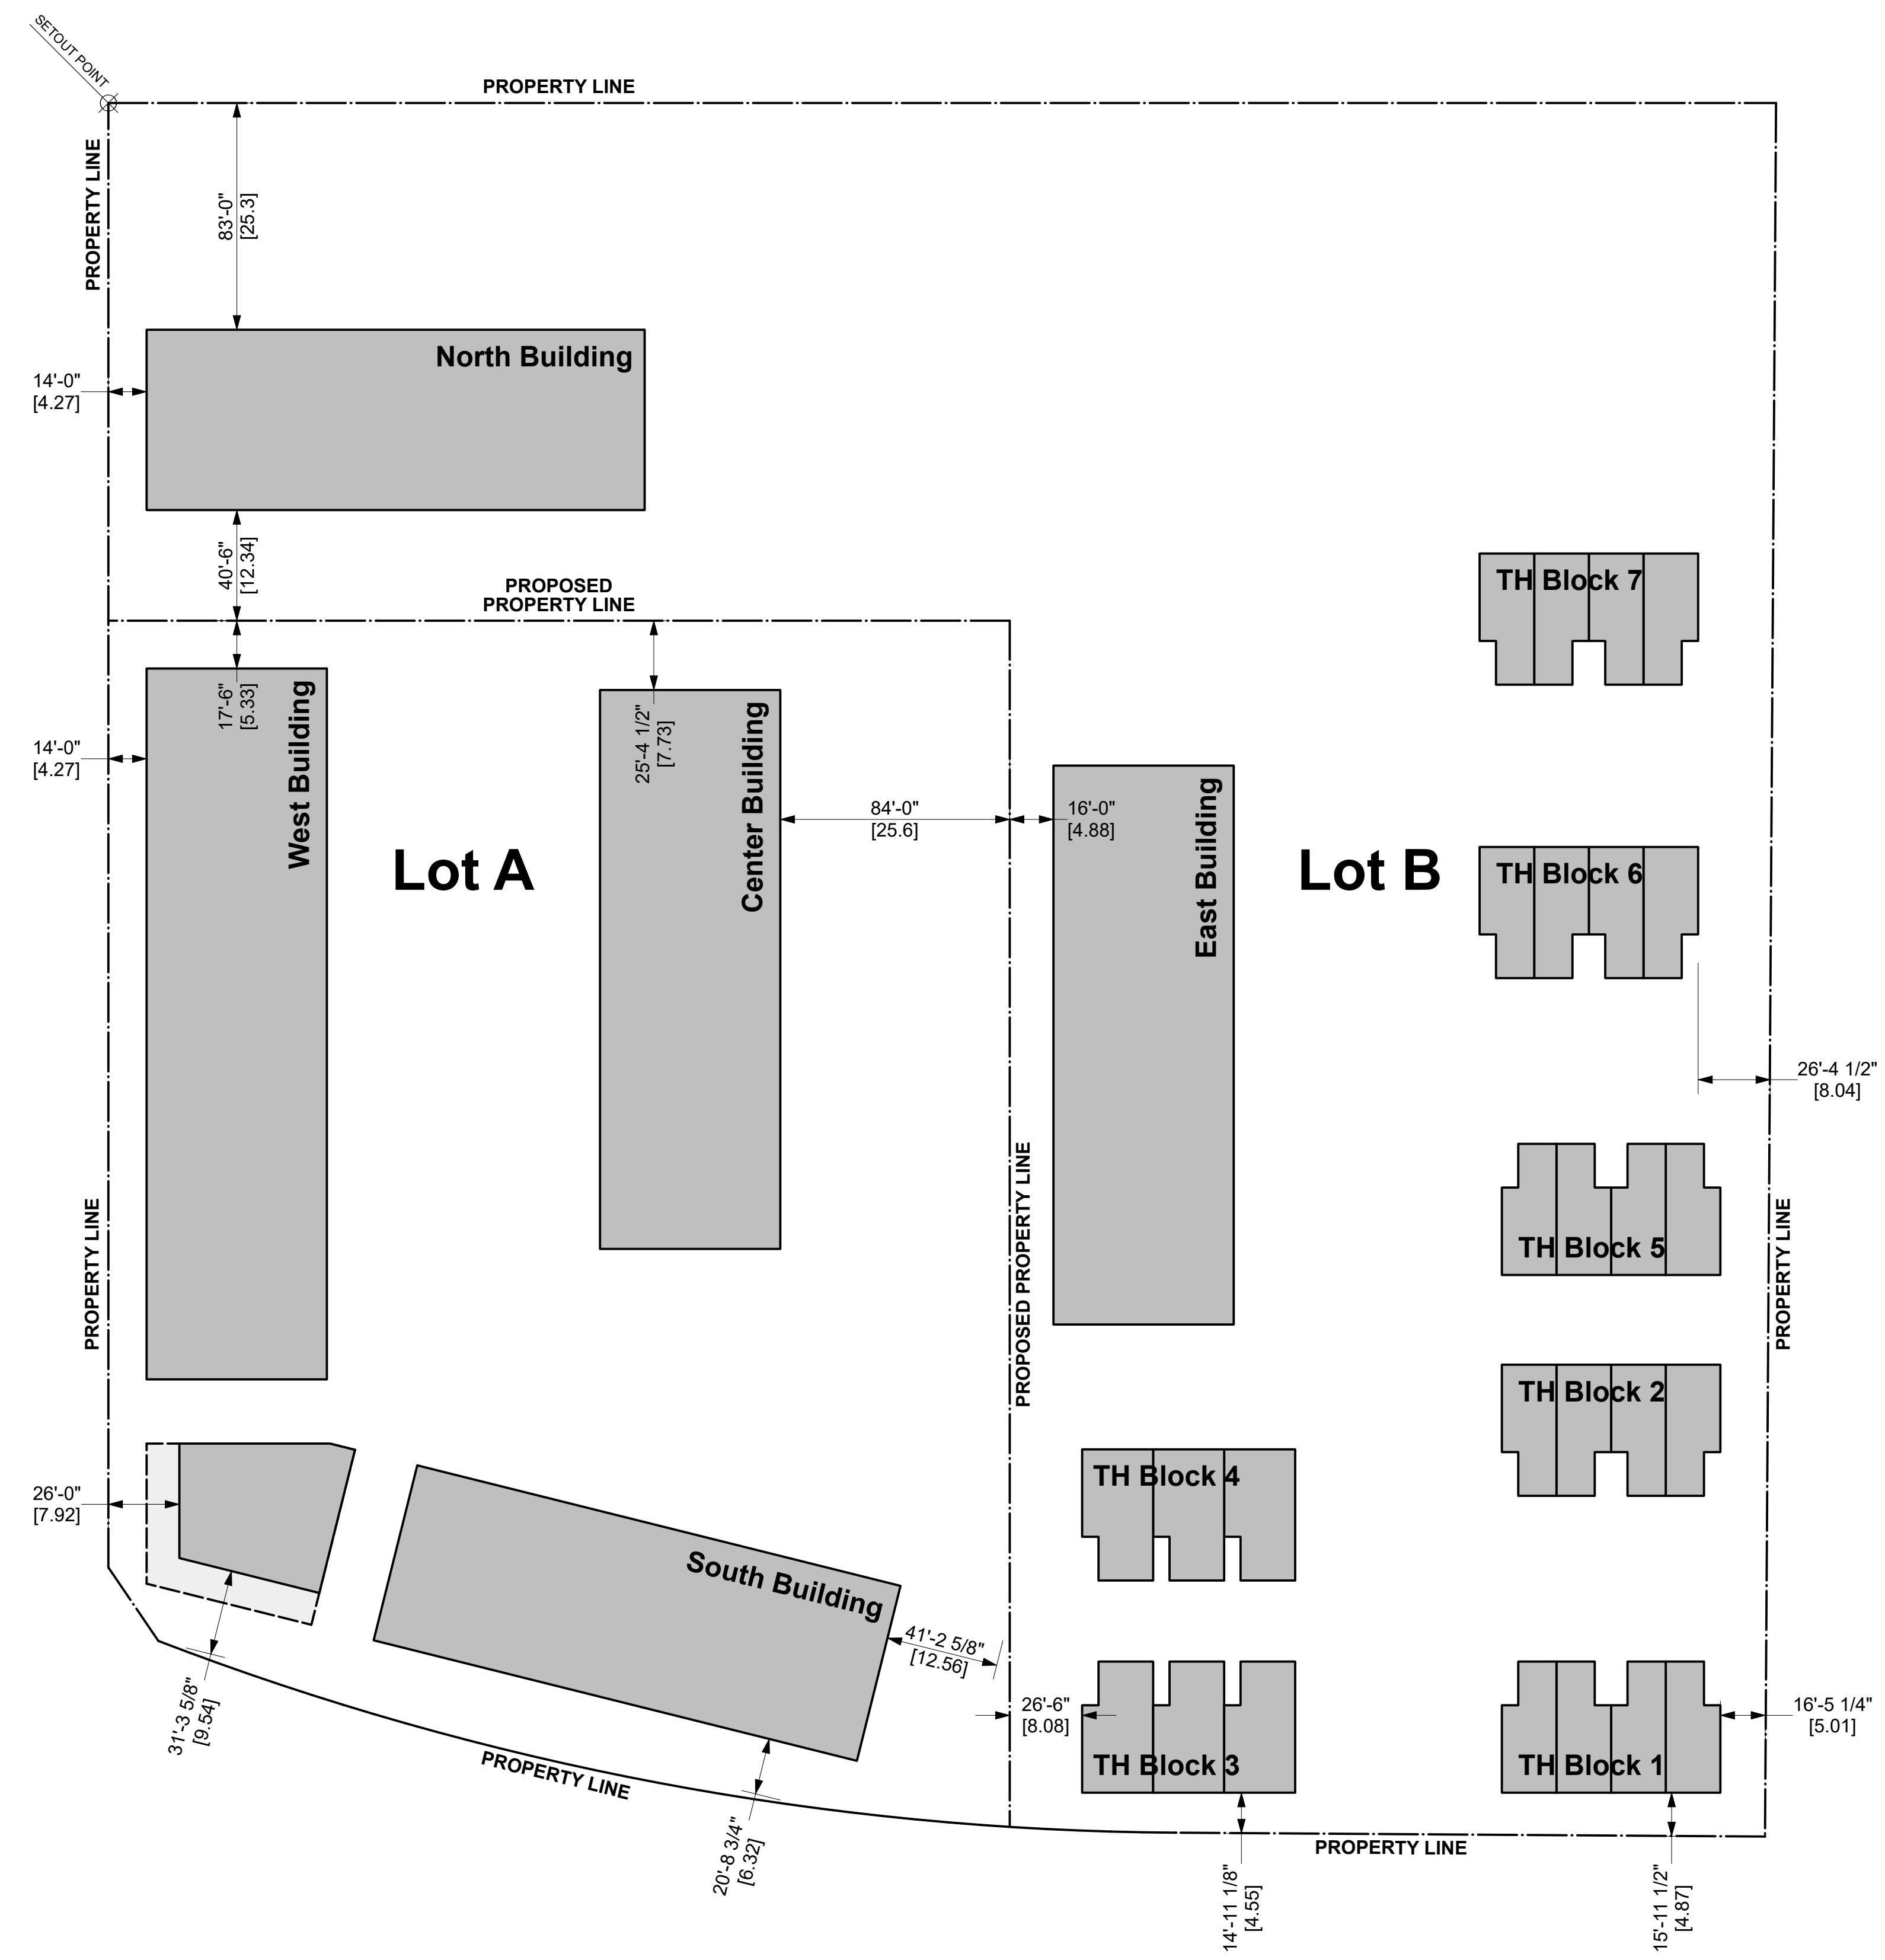 SETOUT POINT
PROPERTY LINE
PROPERTY LINE
83'-0"
[25.3]
North Building
14'-0"
[4.27]
40'-6"
[12.34]
PROPOSED
PROPERTY LINE
TH Block 7
17'-6"
[5.33]
West Building
14'-0"
[4.27]
25'-4 1/2"
[7.73]
Center Building
84'-0"
[25.6]
16'-0"
[4.88]
East Building
Lot A
Lot B
TH Block 6
26'-4 1/2"
[8.04]
PROPERTY LINE
PROPOSED PROPERTY LINE
PROPERTY LINE
TH Block 5
TH Block 2
TH Block 4
26'-0"
[7.92]
South Building
41'-2 5/8"
[12.56]
31'-3 5/8"
[9.54]
26'-6"
[8.08]
16'-5 1/4"
[5.01]
TH Block 3
TH Block 1
PROPERTY LINE
20'-8 3/4"
[6.32]
PROPERTY LINE
14'-11 1/8"
[4.55]
15'-11 1/2"
[4.87]